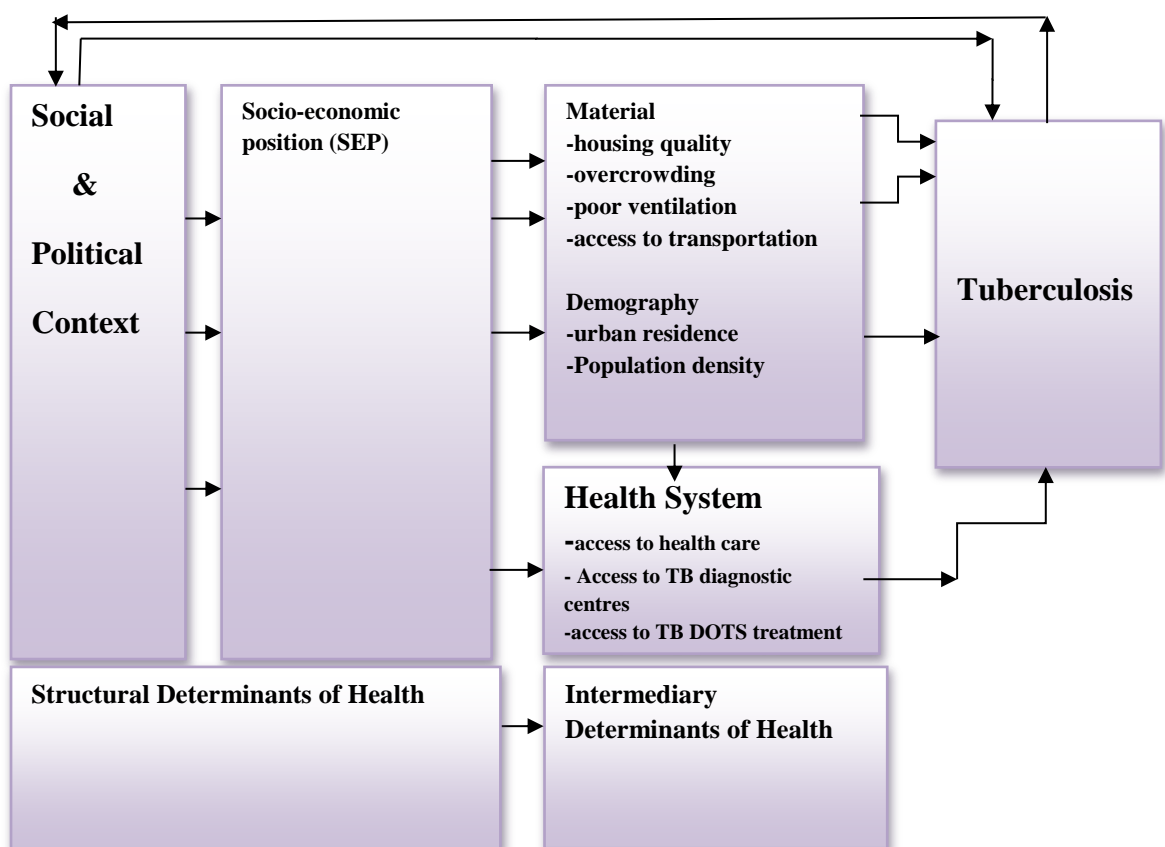 Social
&
Political
Context
Socio-economic
position (SEP)
Material
-housing quality
-overcrowding
-poor ventilation
-access to transportation
Demography
-urban residence
-Population density
Tuberculosis
Health System
-access to health care
- Access to TB diagnostic
centres
-access to TB DOTS treatment
Structural Determinants of Health
Intermediary
Determinants of Health